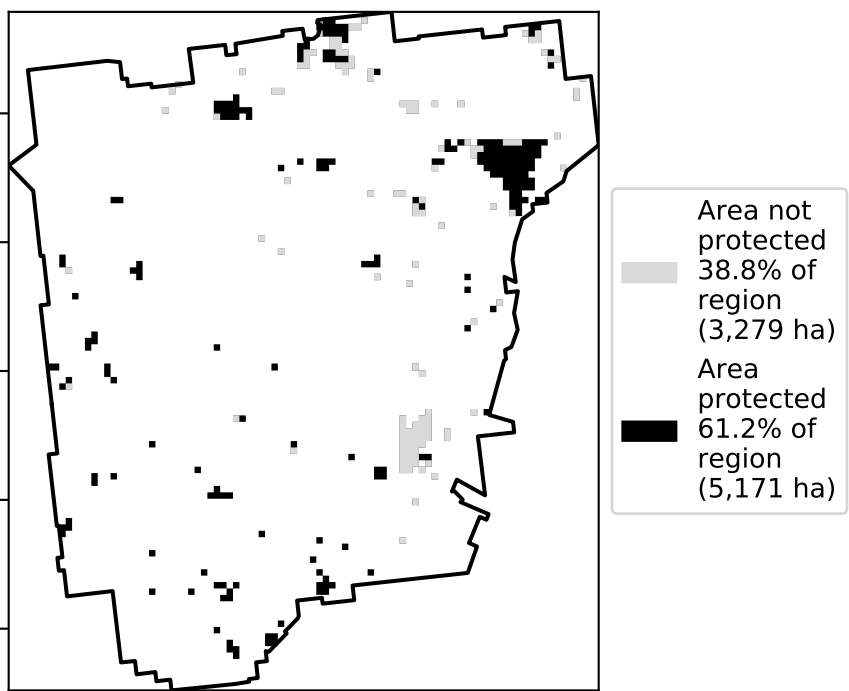 Area not
protected
38.8% of
region
(3,279 ha)
Area
protected
61.2% of
region
(5,171 ha)